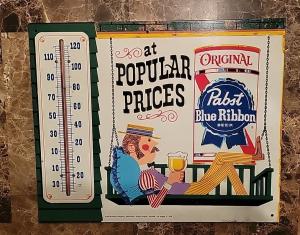 at
POPULAR
PRICES
ORIGINAL
Pabst
Blue Ribbon
BEER
120
110
100
90
80
70
60
50
40
30
20
10
0
10
20
30